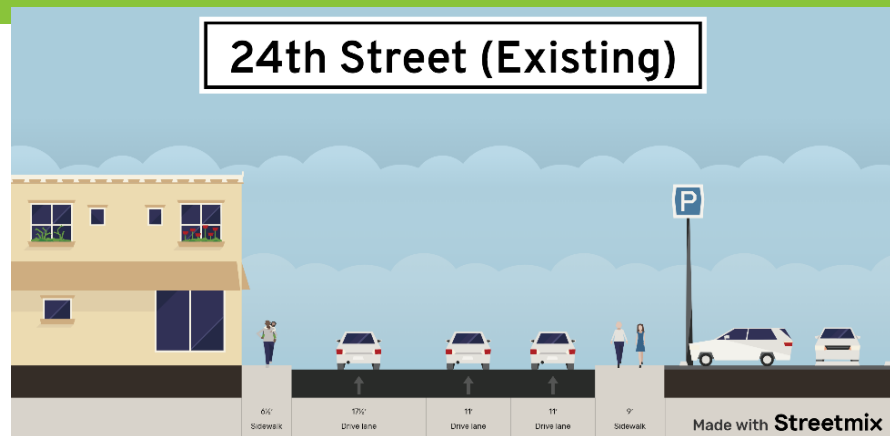 24th Street (Existing)
P
6½'
Sidewalk
17½'
Drive lane
11'
Drive lane
11'
Drive lane
9'
Sidewalk
Made with Streetmix